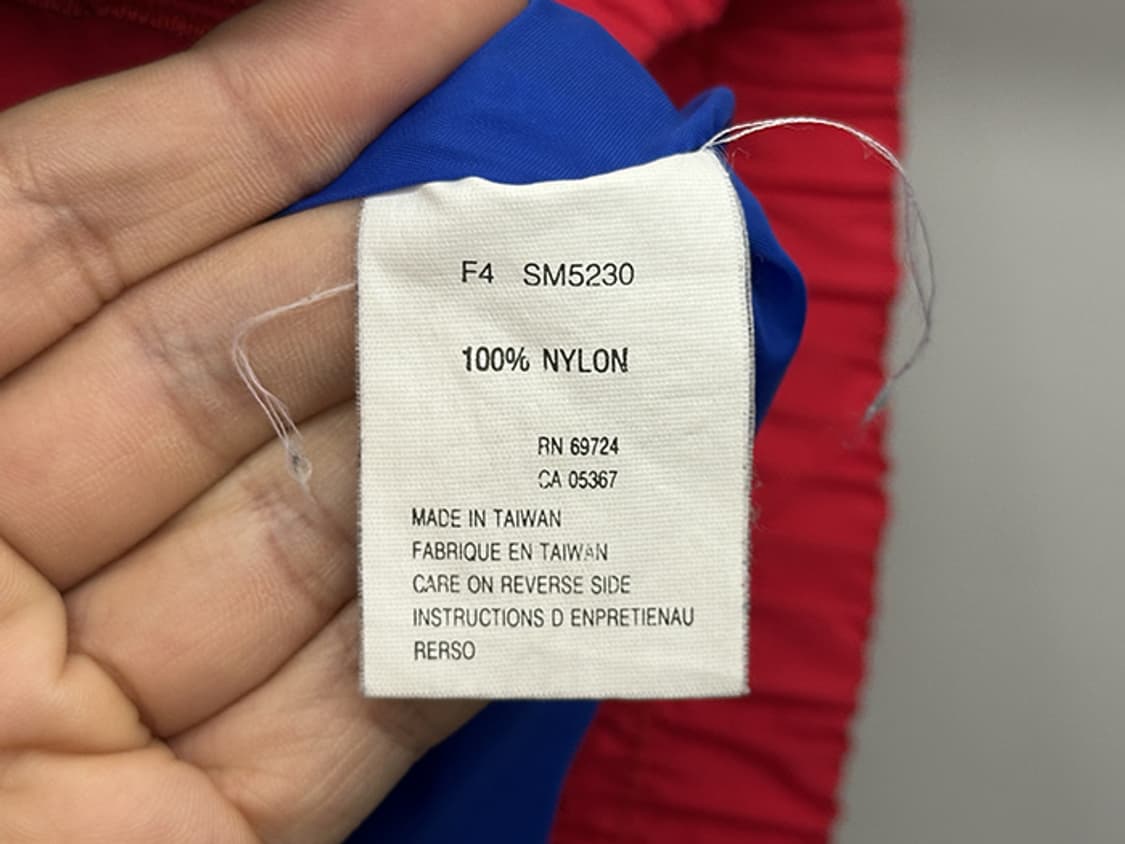 F4 SM5230
100% NYLON
RN 69724
CA 05367
MADE IN TAIWAN
FABRIQUE EN TAIWAN
CARE ON REVERSE SIDE
INSTRUCTIONS D ENPRETIENAU
RERSO